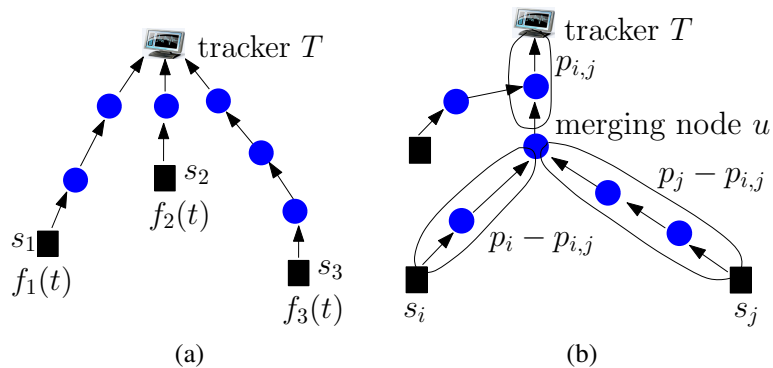 tracker T
s₁
f₁(t)
s₂
f₂(t)
s₃
f₃(t)
(a)
tracker T
pᵢ,ⱼ
merging node u
pᵢ − pᵢ,ⱼ
pⱼ − pᵢ,ⱼ
sᵢ
sⱼ
(b)